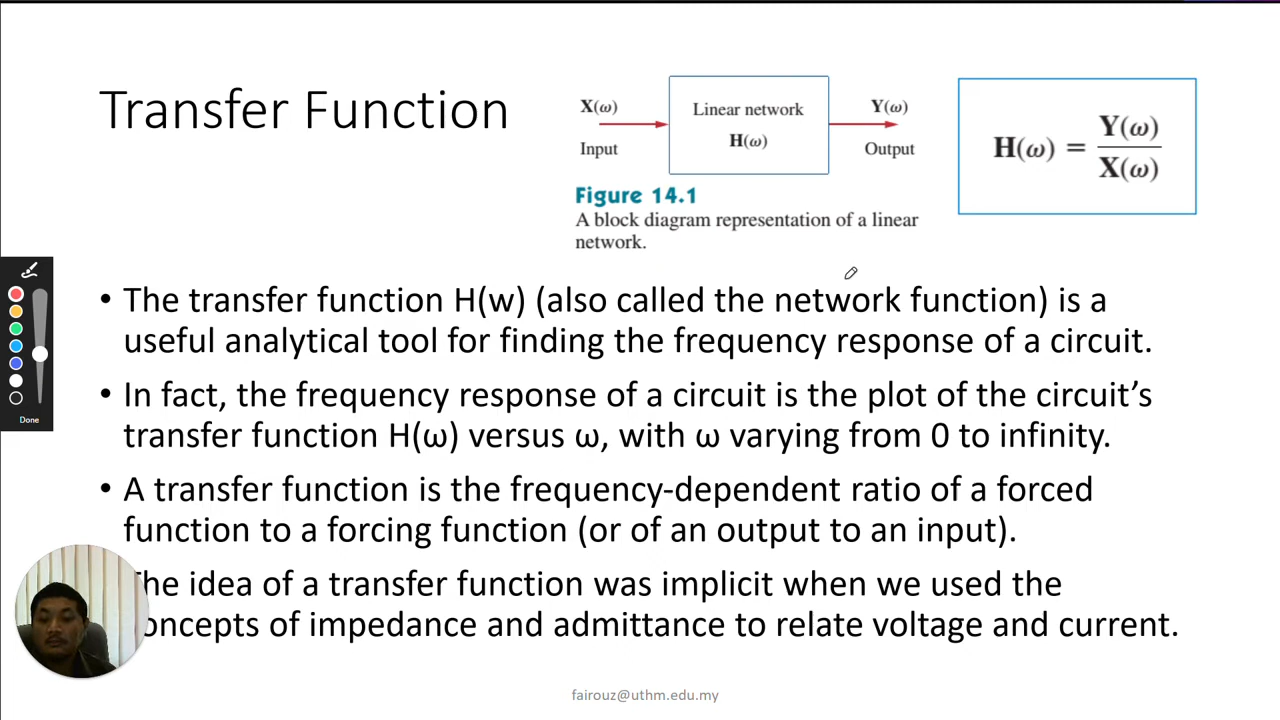 Transfer Function
X(ω)
Input
Linear network
H(ω)
Y(ω)
Output
H(ω) = Y(ω) / X(ω)
Figure 14.1
A block diagram representation of a linear
network.
• The transfer function H(w) (also called the network function) is a
useful analytical tool for finding the frequency response of a circuit.
• In fact, the frequency response of a circuit is the plot of the circuit’s
transfer function H(ω) versus ω, with ω varying from 0 to infinity.
• A transfer function is the frequency-dependent ratio of a forced
function to a forcing function (or of an output to an input).
The idea of a transfer function was implicit when we used the
concepts of impedance and admittance to relate voltage and current.
Done
fairouz@uthm.edu.my